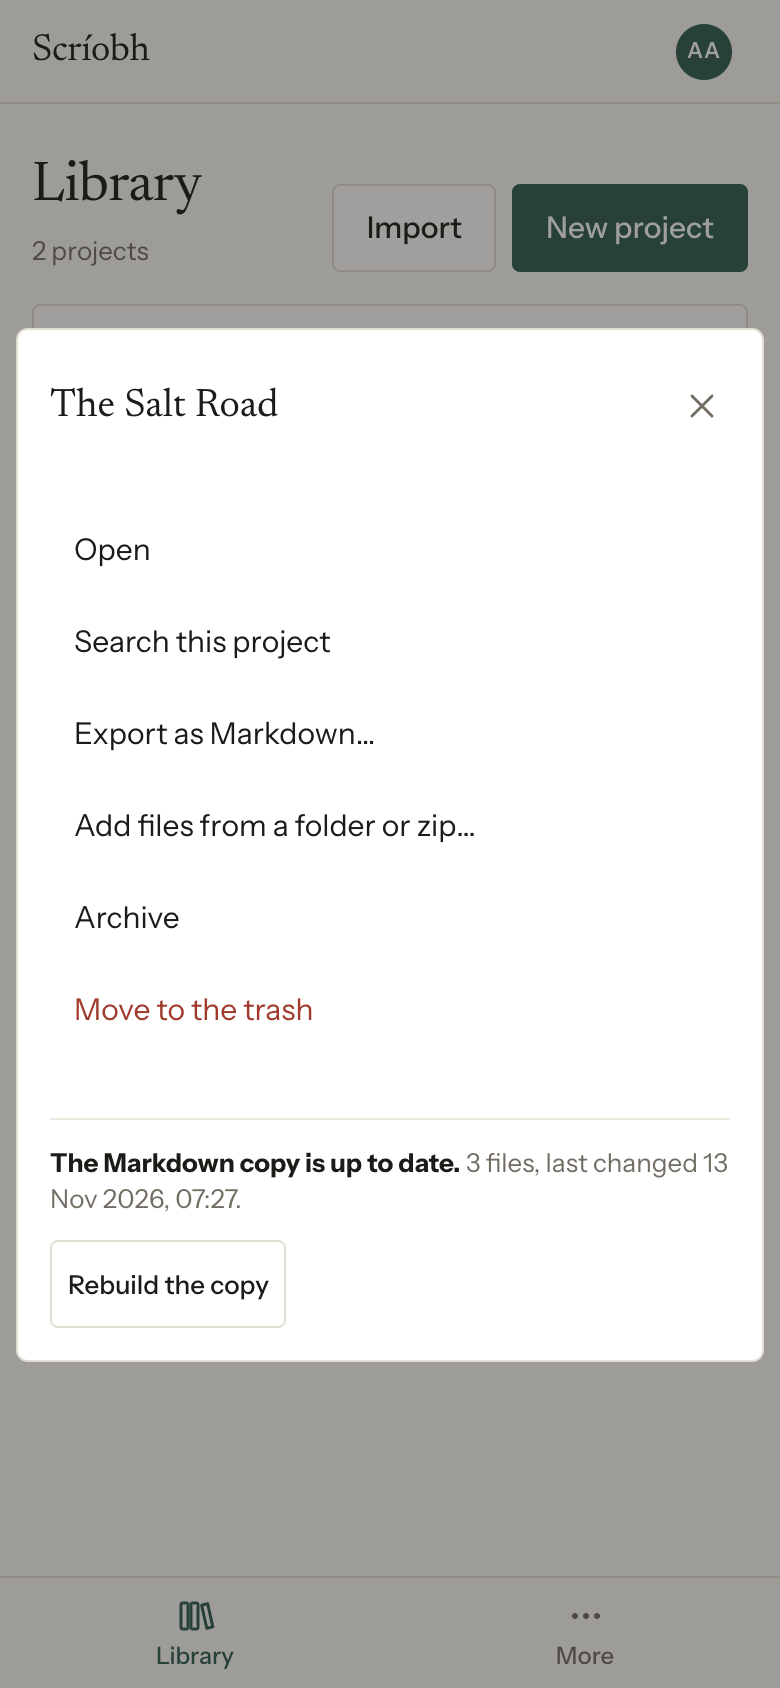 Scríobh
AA
Library
2 projects
Import
New project
The Salt Road
Open
Search this project
Export as Markdown...
Add files from a folder or zip...
Archive
Move to the trash
The Markdown copy is up to date. 3 files, last changed 13
Nov 2026, 07:27.
Rebuild the copy
Library
More